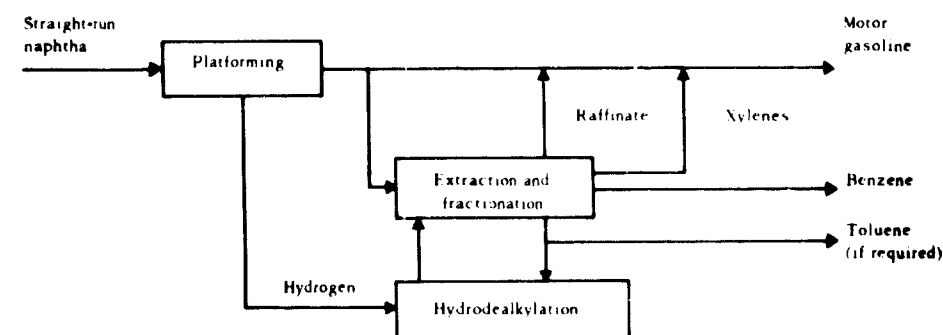 Straight-run
naphtha
Platforming
Motor
gasoline
Raffinate
Xylenes
Extraction and
fractionation
Benzene
Toluene
(if required)
Hydrogen
Hydrodealkylation